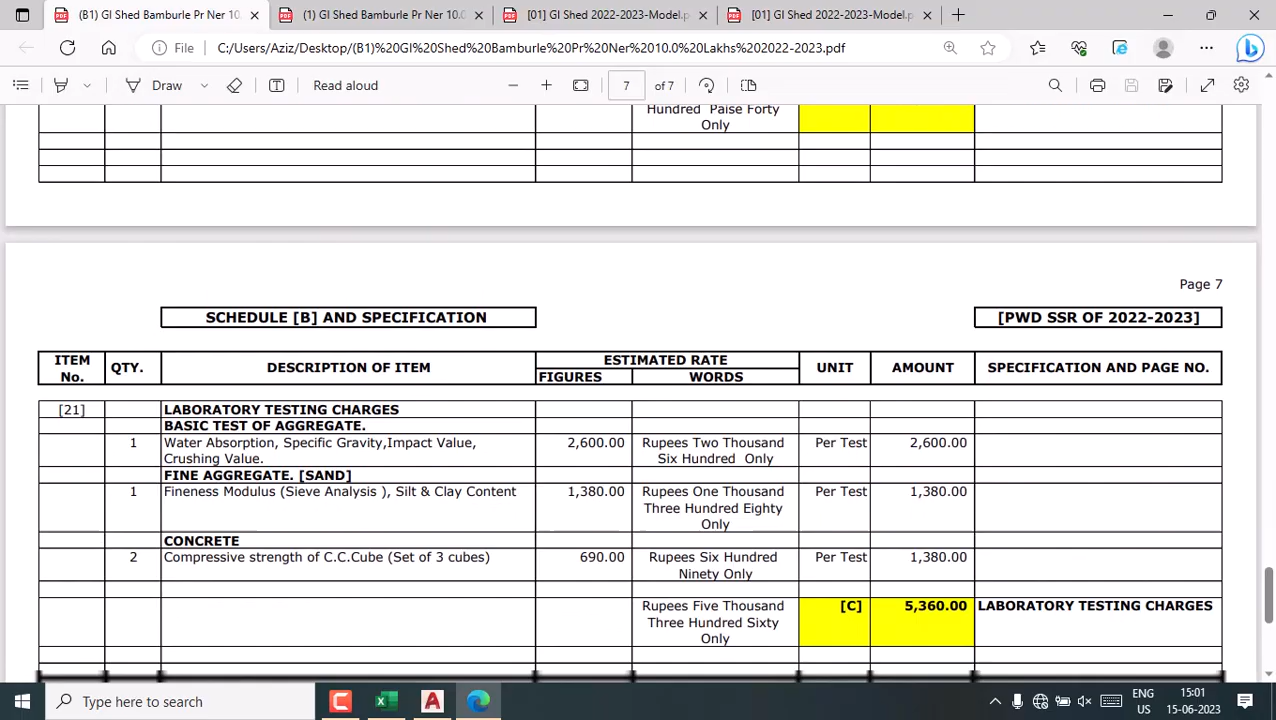 (B1) GI Shed Bamburle Pr Ner 10.
(1) GI Shed Bamburle Pr Ner 10.0
[01] GI Shed 2022-2023-Model.p
[01] GI Shed 2022-2023-Model.p
File
C:/Users/Aziz/Desktop/(B1)%20GI%20Shed%20Bamburle%20Pr%20Ner%2010.0%20Lakhs%202022-2023.pdf
Draw
Read aloud
7 of 7
Hundred Paise Forty
Only
Page 7
SCHEDULE [B] AND SPECIFICATION
[PWD SSR OF 2022-2023]
ITEM No.
QTY.
DESCRIPTION OF ITEM
ESTIMATED RATE
FIGURES
WORDS
UNIT
AMOUNT
SPECIFICATION AND PAGE NO.
[21] LABORATORY TESTING CHARGES
BASIC TEST OF AGGREGATE.
1 Water Absorption, Specific Gravity,Impact Value, 2,600.00 Rupees Two Thousand Per Test 2,600.00
Crushing Value. Six Hundred Only
FINE AGGREGATE. [SAND]
1 Fineness Modulus (Sieve Analysis ), Silt & Clay Content 1,380.00 Rupees One Thousand Per Test 1,380.00
Three Hundred Eighty
Only
CONCRETE
2 Compressive strength of C.C.Cube (Set of 3 cubes) 690.00 Rupees Six Hundred Per Test 1,380.00
Ninety Only
Rupees Five Thousand [C] 5,360.00 LABORATORY TESTING CHARGES
Three Hundred Sixty
Only
Type here to search
ENG
US
15:01
15-06-2023